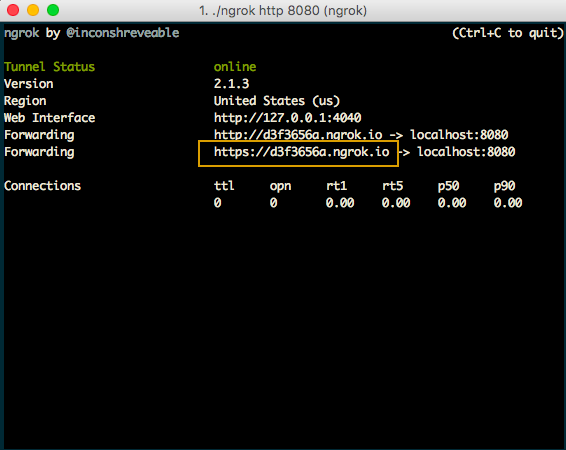 1. ./ngrok http 8080 (ngrok)
ngrok by @inconshreveable (Ctrl+C to quit)
Tunnel Status online
Version 2.1.3
Region United States (us)
Web Interface http://127.0.0.1:4040
Forwarding http://d3f3656a.ngrok.io -> localhost:8080
Forwarding https://d3f3656a.ngrok.io -> localhost:8080
Connections ttl opn rt1 rt5 p50 p90
0 0 0.00 0.00 0.00 0.00